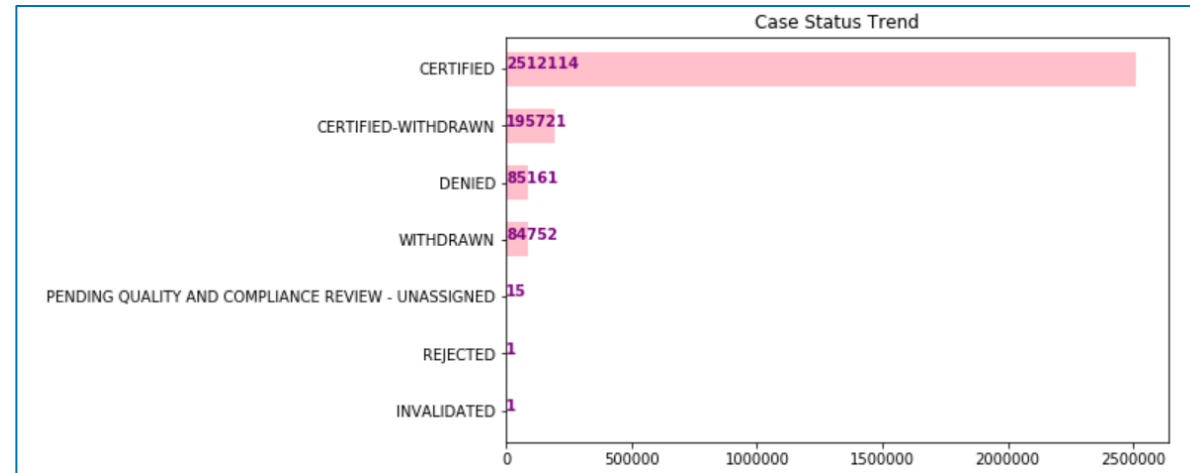 Case Status Trend
CERTIFIED 2512114
CERTIFIED-WITHDRAWN 195721
DENIED 85161
WITHDRAWN 84752
PENDING QUALITY AND COMPLIANCE REVIEW - UNASSIGNED 15
REJECTED 1
INVALIDATED 1
0 500000 1000000 1500000 2000000 2500000